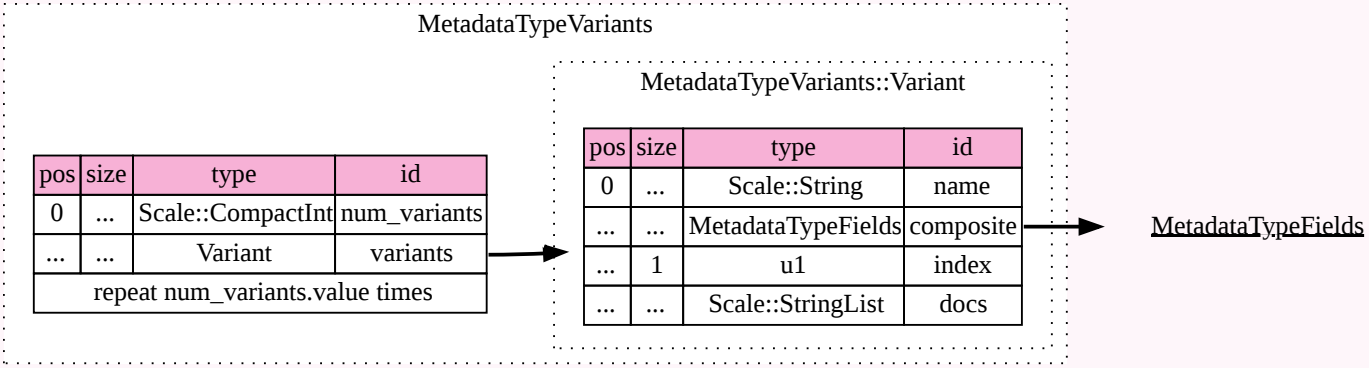 MetadataTypeVariants
MetadataTypeVariants::Variant
pos size type id
0 ... Scale::CompactInt num_variants
... ... Variant variants
repeat num_variants.value times
pos size type id
0 ... Scale::String name
... ... MetadataTypeFields composite
... 1 u1 index
... ... Scale::StringList docs
MetadataTypeFields